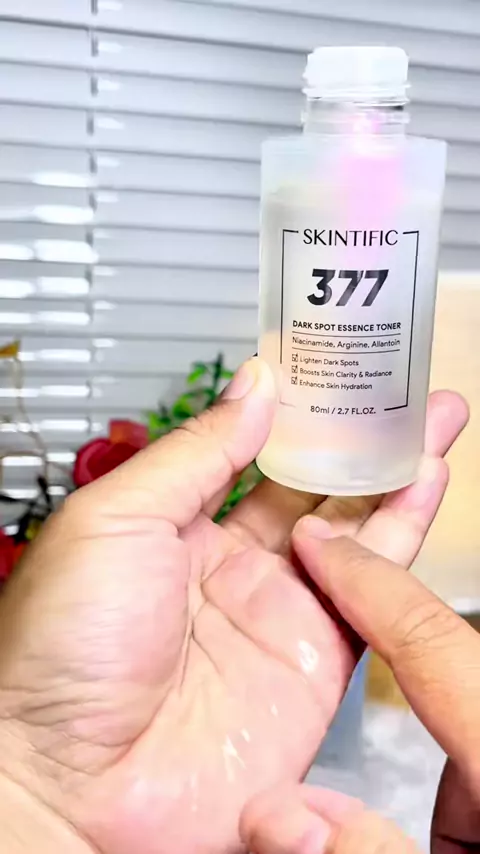 SKINTIFIC
377
DARK SPOT ESSENCE TONER
Niacinamide, Arginine, Allantoin
Lighten Dark Spots
Boosts Skin Clarity & Radiance
Enhance Skin Hydration
80ml / 2.7 FL.OZ.